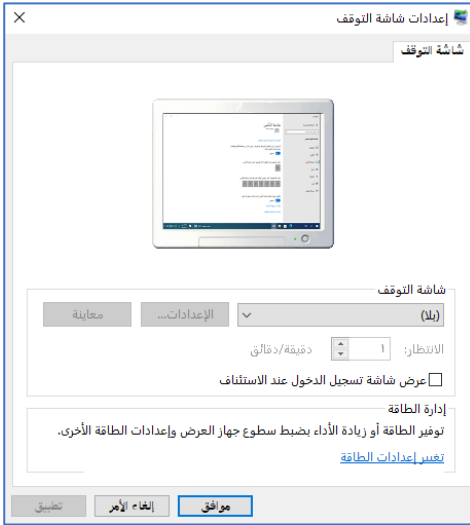 إعدادات شاشة التوقف
شاشة التوقف
شاشة التوقف
(بلا)
الإعدادات...
معاينة
الانتظار: ١ دقيقة/دقائق
عرض شاشة تسجيل الدخول عند الاستئناف
إدارة الطاقة
توفير الطاقة أو زيادة الأداء بضبط سطوع جهاز العرض وإعدادات الطاقة الأخرى.
تغيير إعدادات الطاقة
موافق
إلغاء الأمر
تطبيق